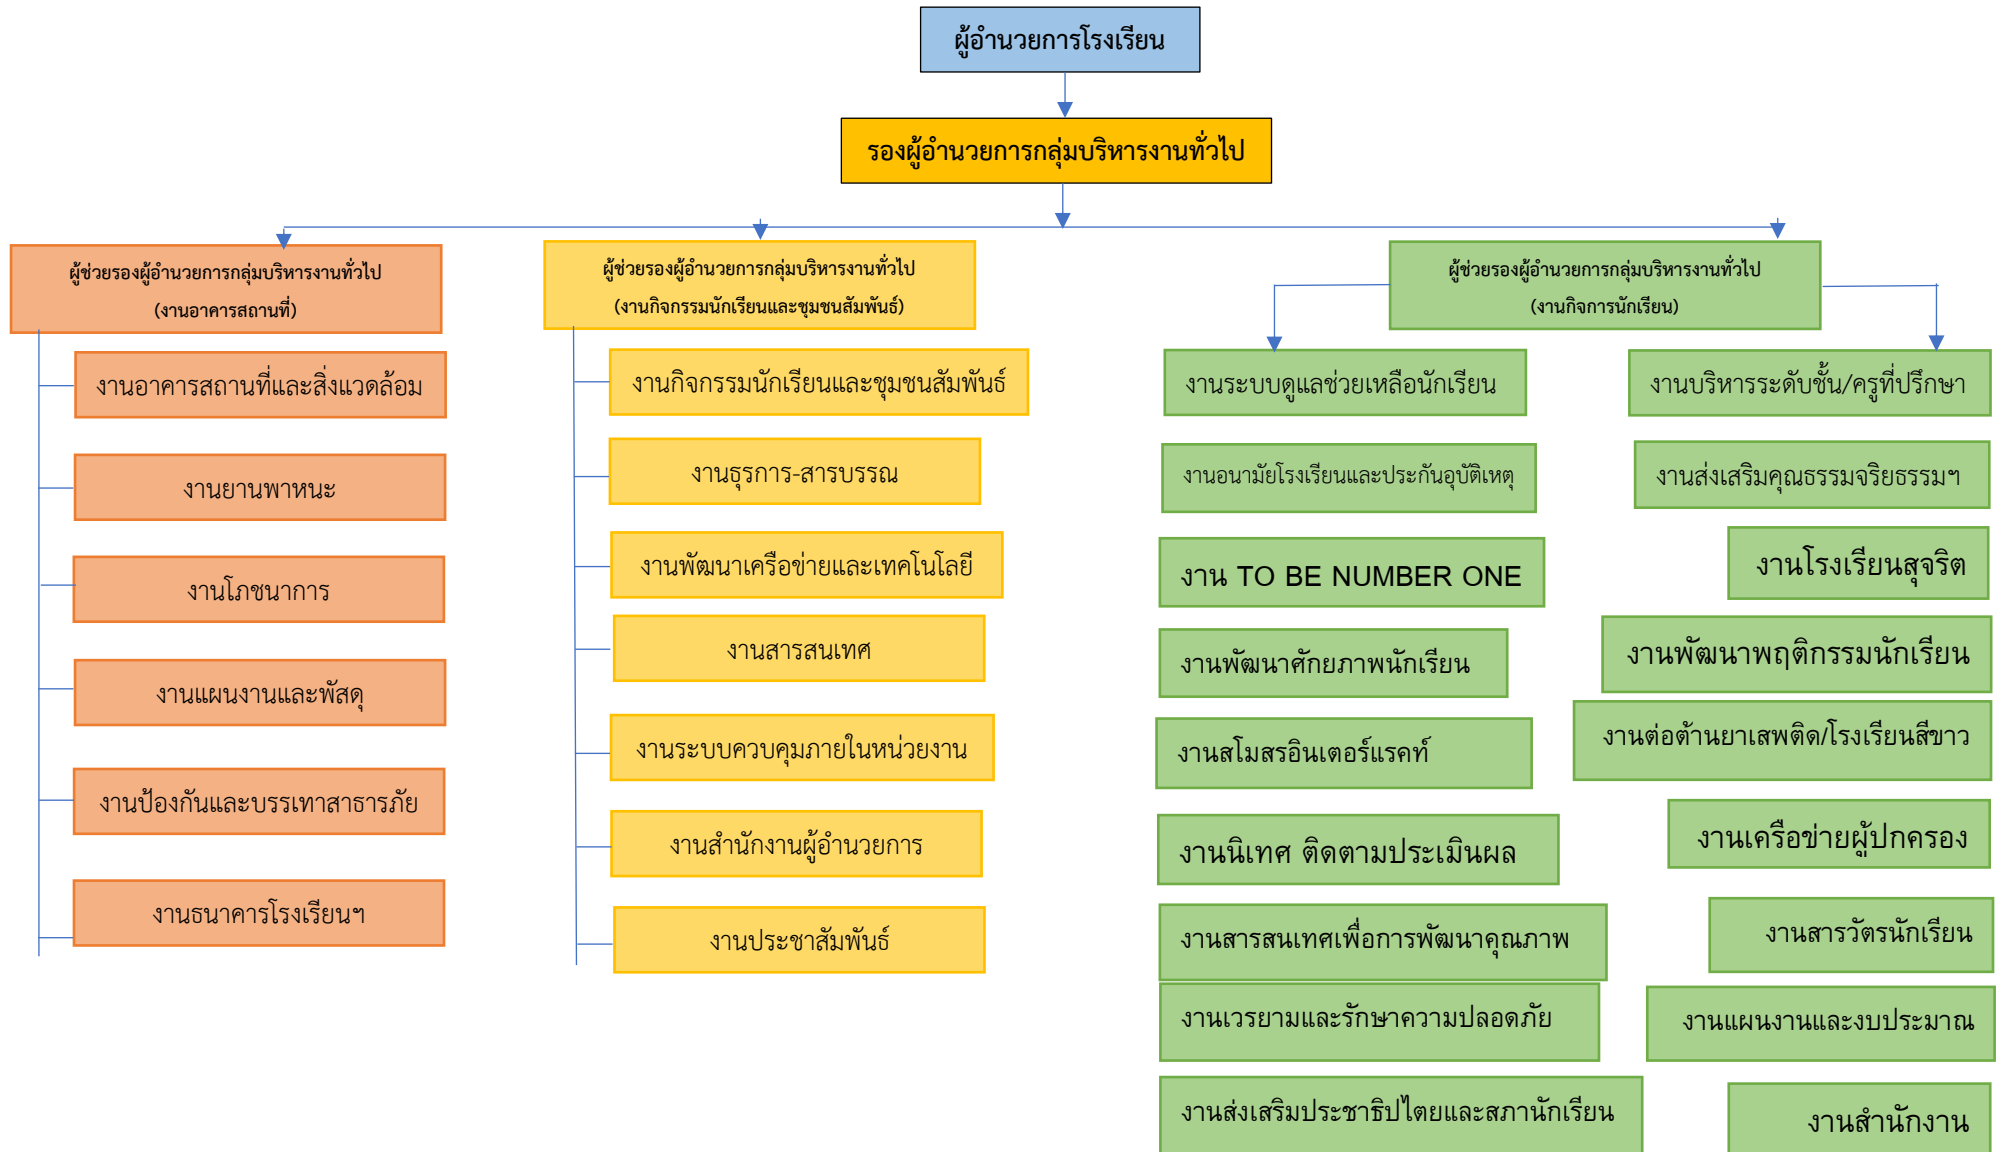 ผู้อำนวยการโรงเรียน
รองผู้อำนวยการกลุ่มบริหารงานทั่วไป
ผู้ช่วยรองผู้อำนวยการกลุ่มบริหารงานทั่วไป
(งานอาคารสถานที่)
งานอาคารสถานที่และสิ่งแวดล้อม
งานยานพาหนะ
งานโภชนาการ
งานแผนงานและพัสดุ
งานป้องกันและบรรเทาสาธารภัย
งานธนาคารโรงเรียนฯ
ผู้ช่วยรองผู้อำนวยการกลุ่มบริหารงานทั่วไป
(งานกิจกรรมนักเรียนและชุมชนสัมพันธ์)
งานกิจกรรมนักเรียนและชุมชนสัมพันธ์
งานธุรการ-สารบรรณ
งานพัฒนาเครือข่ายและเทคโนโลยี
งานสารสนเทศ
งานระบบควบคุมภายในหน่วยงาน
งานสำนักงานผู้อำนวยการ
งานประชาสัมพันธ์
ผู้ช่วยรองผู้อำนวยการกลุ่มบริหารงานทั่วไป
(งานกิจการนักเรียน)
งานระบบดูแลช่วยเหลือนักเรียน
งานอนามัยโรงเรียนและประกันอุบัติเหตุ
งาน TO BE NUMBER ONE
งานพัฒนาศักยภาพนักเรียน
งานสโมสรอินเตอร์แรคท์
งานนิเทศ ติดตามประเมินผล
งานสารสนเทศเพื่อการพัฒนาคุณภาพ
งานเวรยามและรักษาความปลอดภัย
งานส่งเสริมประชาธิปไตยและสภานักเรียน
งานบริหารระดับชั้น/ครูที่ปรึกษา
งานส่งเสริมคุณธรรมจริยธรรมฯ
งานโรงเรียนสุจริต
งานพัฒนาพฤติกรรมนักเรียน
งานต่อต้านยาเสพติด/โรงเรียนสีขาว
งานเครือข่ายผู้ปกครอง
งานสารวัตรนักเรียน
งานแผนงานและงบประมาณ
งานสำนักงาน